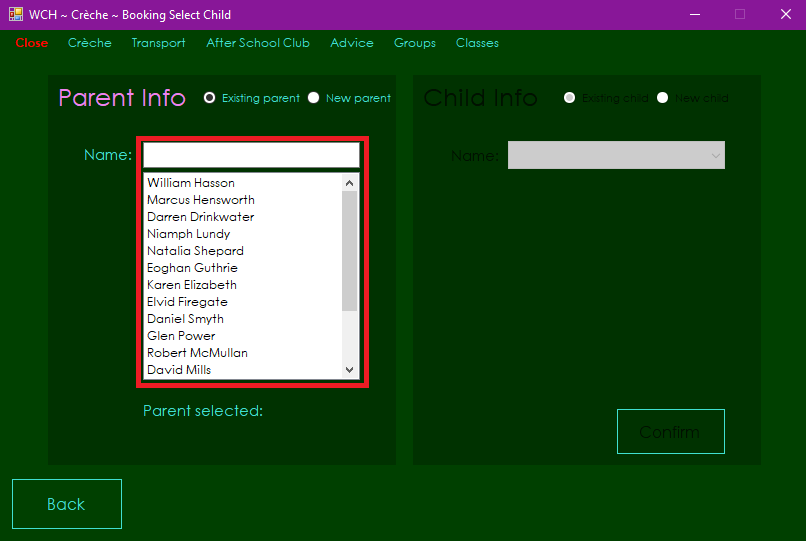 WCH ~ Crèche ~ Booking Select Child
Close Crèche Transport After School Club Advice Groups Classes
Parent Info Existing parent New parent
Name:
William Hasson
Marcus Hensworth
Darren Drinkwater
Niamph Lundy
Natalia Shepard
Eoghan Guthrie
Karen Elizabeth
Elvid Firegate
Daniel Smyth
Glen Power
Robert McMullan
David Mills
Parent selected:
Child Info Existing child New child
Name:
Confirm
Back